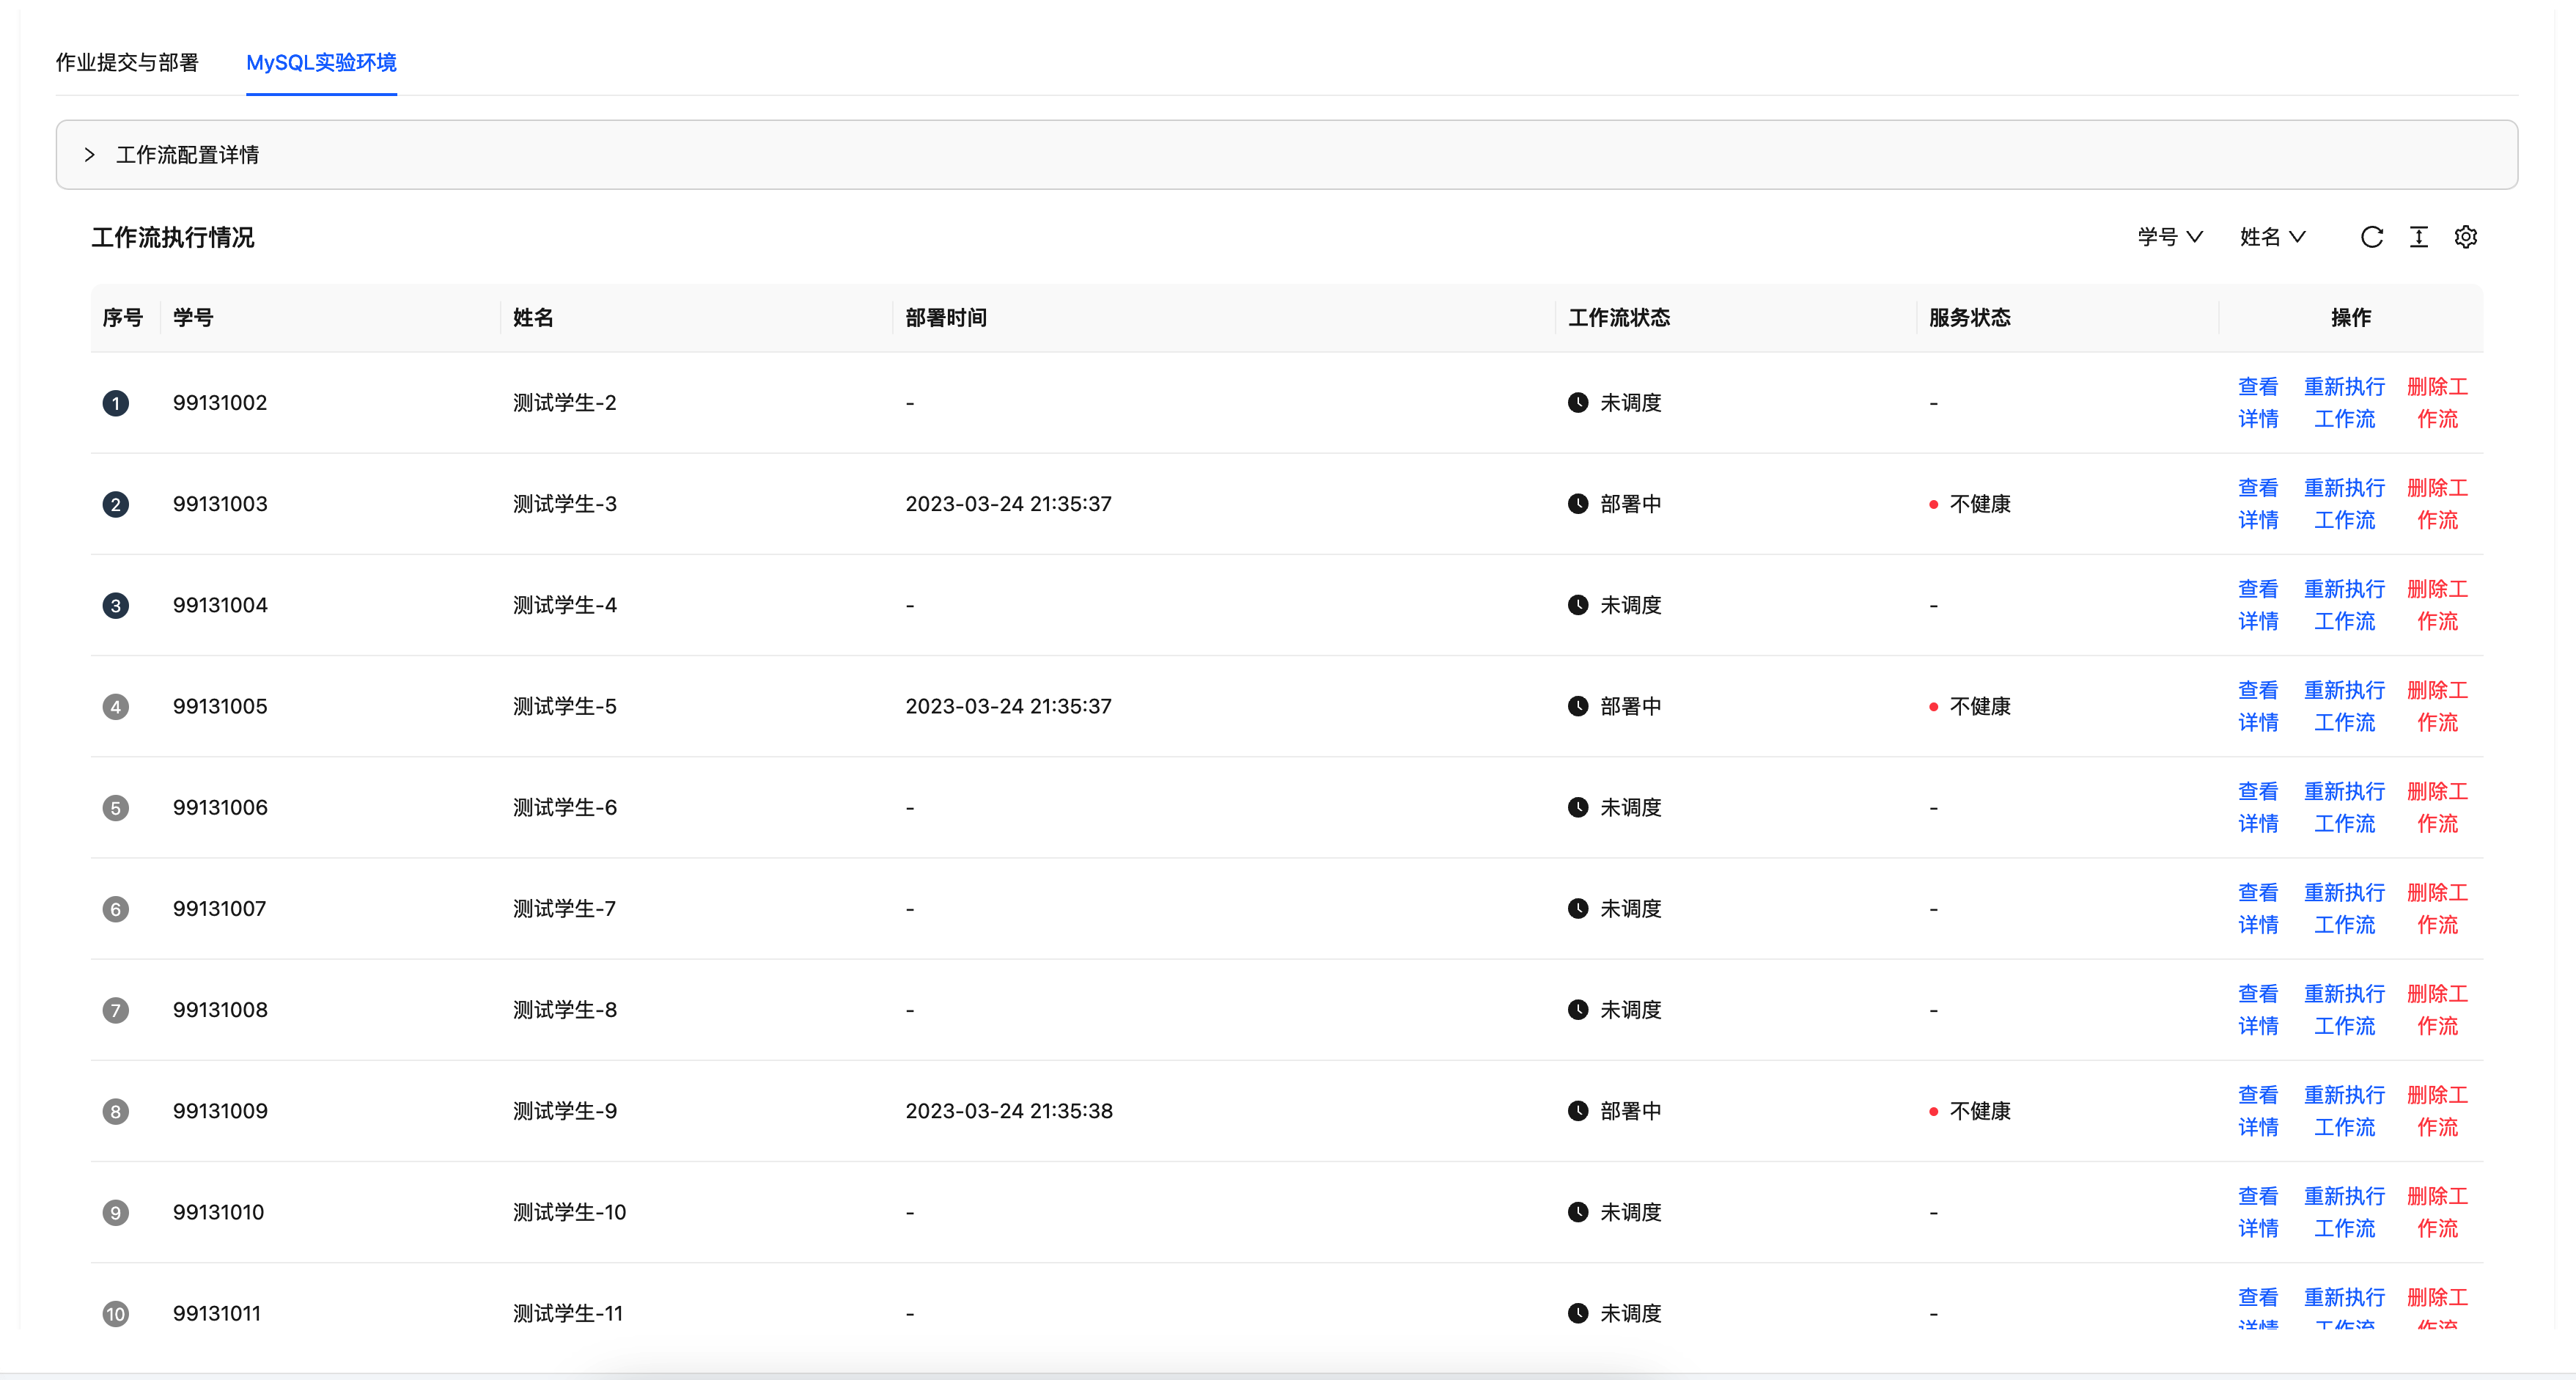 作业提交与部署 MySQL实验环境
工作流配置详情
工作流执行情况 学号 姓名
序号 学号 姓名 部署时间 工作流状态 服务状态 操作
1 99131002 测试学生-2 - 未调度 - 查看详情 重新执行工作流 删除工作流
2 99131003 测试学生-3 2023-03-24 21:35:37 部署中 不健康 查看详情 重新执行工作流 删除工作流
3 99131004 测试学生-4 - 未调度 - 查看详情 重新执行工作流 删除工作流
4 99131005 测试学生-5 2023-03-24 21:35:37 部署中 不健康 查看详情 重新执行工作流 删除工作流
5 99131006 测试学生-6 - 未调度 - 查看详情 重新执行工作流 删除工作流
6 99131007 测试学生-7 - 未调度 - 查看详情 重新执行工作流 删除工作流
7 99131008 测试学生-8 - 未调度 - 查看详情 重新执行工作流 删除工作流
8 99131009 测试学生-9 2023-03-24 21:35:38 部署中 不健康 查看详情 重新执行工作流 删除工作流
9 99131010 测试学生-10 - 未调度 - 查看详情 重新执行工作流 删除工作流
10 99131011 测试学生-11 - 未调度 - 查看详情 重新执行工作流 删除工作流